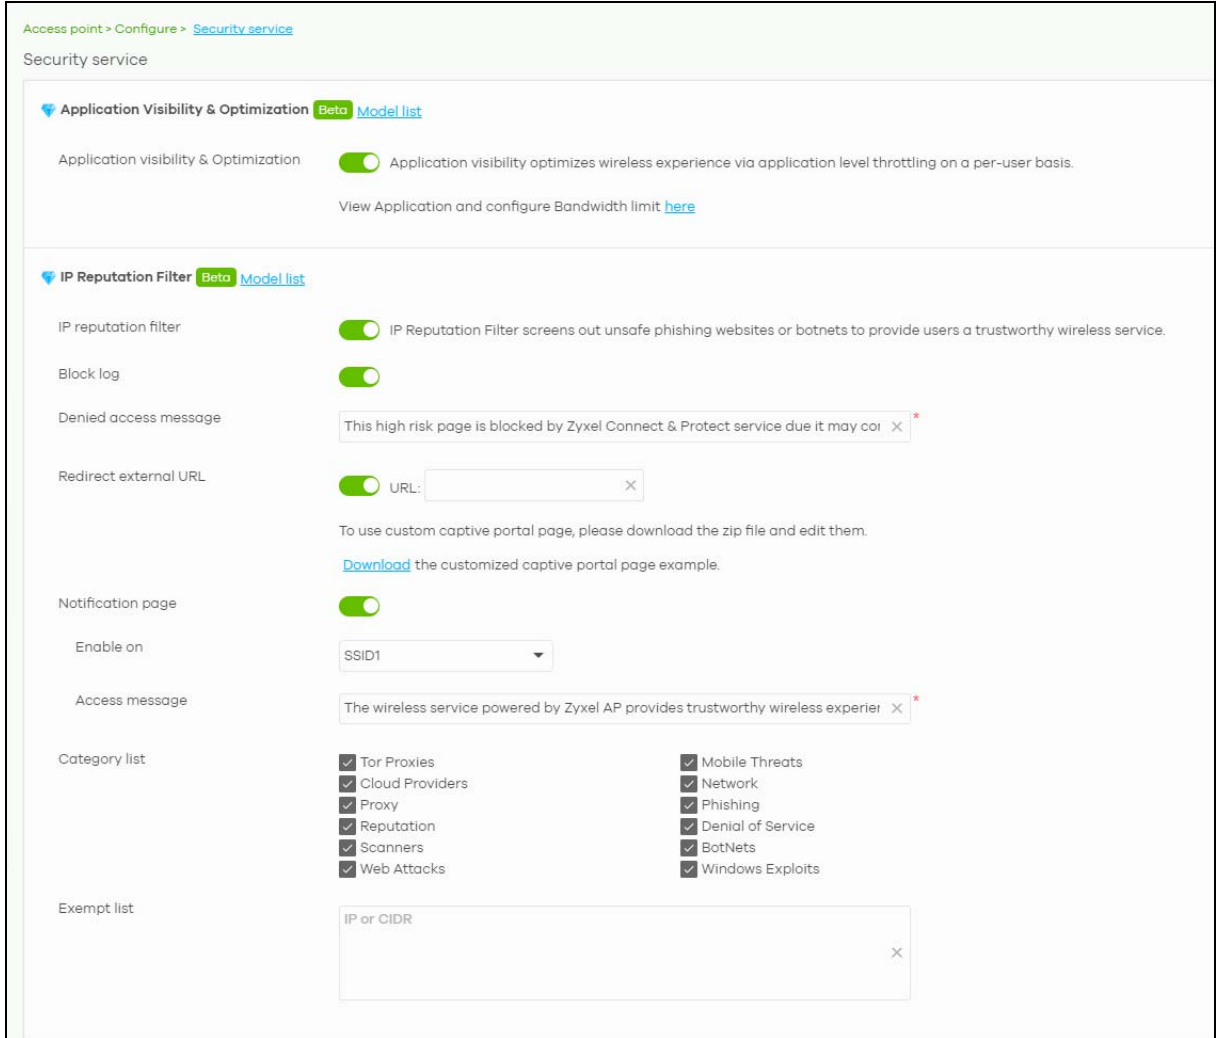 Access point > Configure > Security service
Security service
Application Visibility & Optimization Beta Model list
Application visibility & Optimization Application visibility optimizes wireless experience via application level throttling on a per-user basis.
View Application and configure Bandwidth limit here
IP Reputation Filter Beta Model list
IP reputation filter IP Reputation Filter screens out unsafe phishing websites or botnets to provide users a trustworthy wireless service.
Block log
Denied access message This high risk page is blocked by Zyxel Connect & Protect service due it may cor × *
Redirect external URL URL: ×
To use custom captive portal page, please download the zip file and edit them.
Download the customized captive portal page example.
Notification page
Enable on SSID1
Access message The wireless service powered by Zyxel AP provides trustworthy wireless experier × *
Category list Tor Proxies Mobile Threats
Cloud Providers Network
Proxy Phishing
Reputation Denial of Service
Scanners BotNets
Web Attacks Windows Exploits
Exempt list IP or CIDR
×